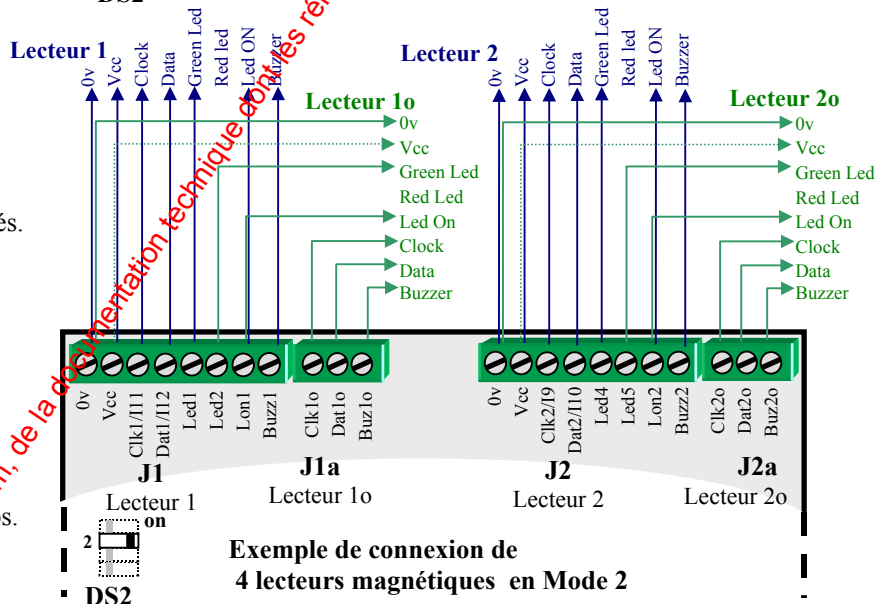 DS2
Lecteur 1
0v
Vcc
Clock
Data
Green Led
Red led
Led ON
Buzzer
Lecteur 2
0v
Vcc
Clock
Data
Green Led
Red led
Led ON
Buzzer
Lecteur 1o
0v
Vcc
Green Led
Red Led
Led On
Clock
Data
Buzzer
Lecteur 2o
0v
Vcc
Green Led
Red Led
Led On
Clock
Data
Buzzer
de la documentation technique dont les
0v
Vcc
Clk1/I11
Dat1/I12
Led1
Led2
Lon1
Buzz1
Clk1o
Dat1o
Buz1o
0v
Vcc
Clk2/I9
Dat2/I10
Led4
Led5
Lon2
Buzz2
Clk2o
Dat2o
Buz2o
J1
Lecteur 1
J1a
Lecteur 1o
J2
Lecteur 2
J2a
Lecteur 2o
on
2
DS2
Exemple de connexion de
4 lecteurs magnétiques en Mode 2